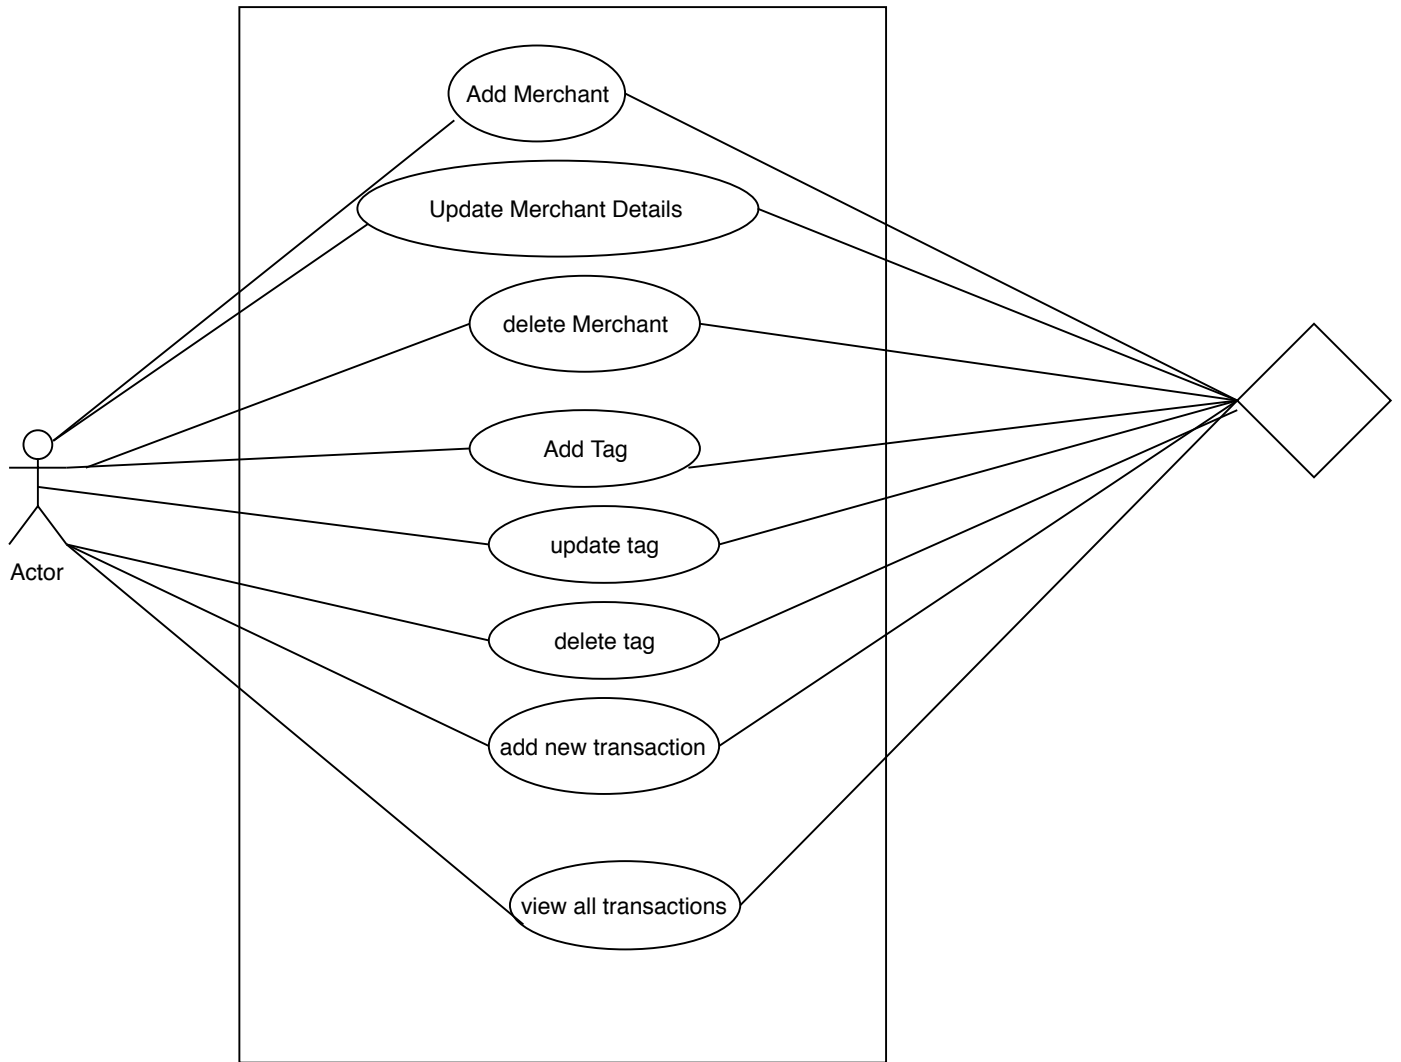 Add Merchant
Update Merchant Details
delete Merchant
Add Tag
update tag
Actor
delete tag
add new transaction
view all transactions